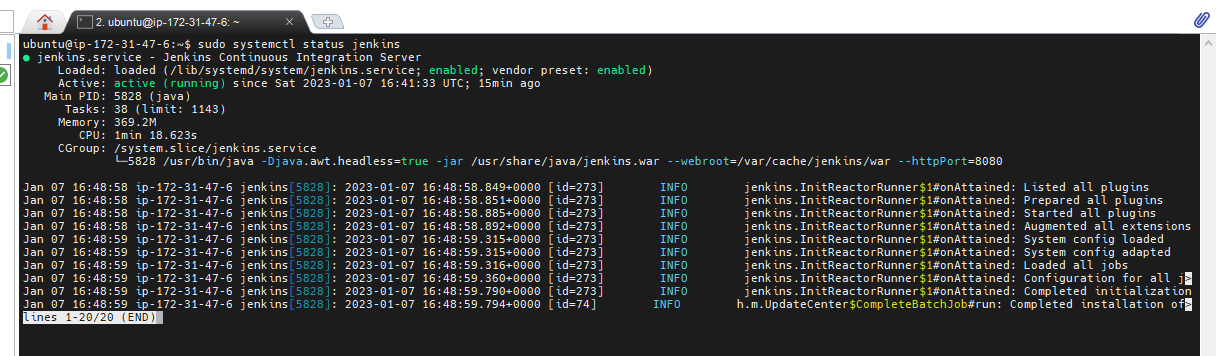 2. ubuntu@ip-172-31-47-6: ~
ubuntu@ip-172-31-47-6:~$ sudo systemctl status jenkins
● jenkins.service - Jenkins Continuous Integration Server
Loaded: loaded (/lib/systemd/system/jenkins.service; enabled; vendor preset: enabled)
Active: active (running) since Sat 2023-01-07 16:41:33 UTC; 15min ago
Main PID: 5828 (java)
Tasks: 38 (limit: 1143)
Memory: 369.2M
CPU: 1min 18.623s
CGroup: /system.slice/jenkins.service
└─5828 /usr/bin/java -Djava.awt.headless=true -jar /usr/share/java/jenkins.war --webroot=/var/cache/jenkins/war --httpPort=8080
Jan 07 16:48:58 ip-172-31-47-6 jenkins[5828]: 2023-01-07 16:48:58.849+0000 [id=273] INFO jenkins.InitReactorRunner$1#onAttained: Listed all plugins
Jan 07 16:48:58 ip-172-31-47-6 jenkins[5828]: 2023-01-07 16:48:58.851+0000 [id=273] INFO jenkins.InitReactorRunner$1#onAttained: Prepared all plugins
Jan 07 16:48:58 ip-172-31-47-6 jenkins[5828]: 2023-01-07 16:48:58.885+0000 [id=273] INFO jenkins.InitReactorRunner$1#onAttained: Started all plugins
Jan 07 16:48:58 ip-172-31-47-6 jenkins[5828]: 2023-01-07 16:48:58.892+0000 [id=273] INFO jenkins.InitReactorRunner$1#onAttained: Augmented all extensions
Jan 07 16:48:59 ip-172-31-47-6 jenkins[5828]: 2023-01-07 16:48:59.315+0000 [id=273] INFO jenkins.InitReactorRunner$1#onAttained: System config loaded
Jan 07 16:48:59 ip-172-31-47-6 jenkins[5828]: 2023-01-07 16:48:59.315+0000 [id=273] INFO jenkins.InitReactorRunner$1#onAttained: System config adapted
Jan 07 16:48:59 ip-172-31-47-6 jenkins[5828]: 2023-01-07 16:48:59.316+0000 [id=273] INFO jenkins.InitReactorRunner$1#onAttained: Loaded all jobs
Jan 07 16:48:59 ip-172-31-47-6 jenkins[5828]: 2023-01-07 16:48:59.360+0000 [id=273] INFO jenkins.InitReactorRunner$1#onAttained: Configuration for all j>
Jan 07 16:48:59 ip-172-31-47-6 jenkins[5828]: 2023-01-07 16:48:59.790+0000 [id=273] INFO jenkins.InitReactorRunner$1#onAttained: Completed initialization
Jan 07 16:48:59 ip-172-31-47-6 jenkins[5828]: 2023-01-07 16:48:59.794+0000 [id=74] INFO h.m.UpdateCenter$CompleteBatchJob#run: Completed installation of>
lines 1-20/20 (END)